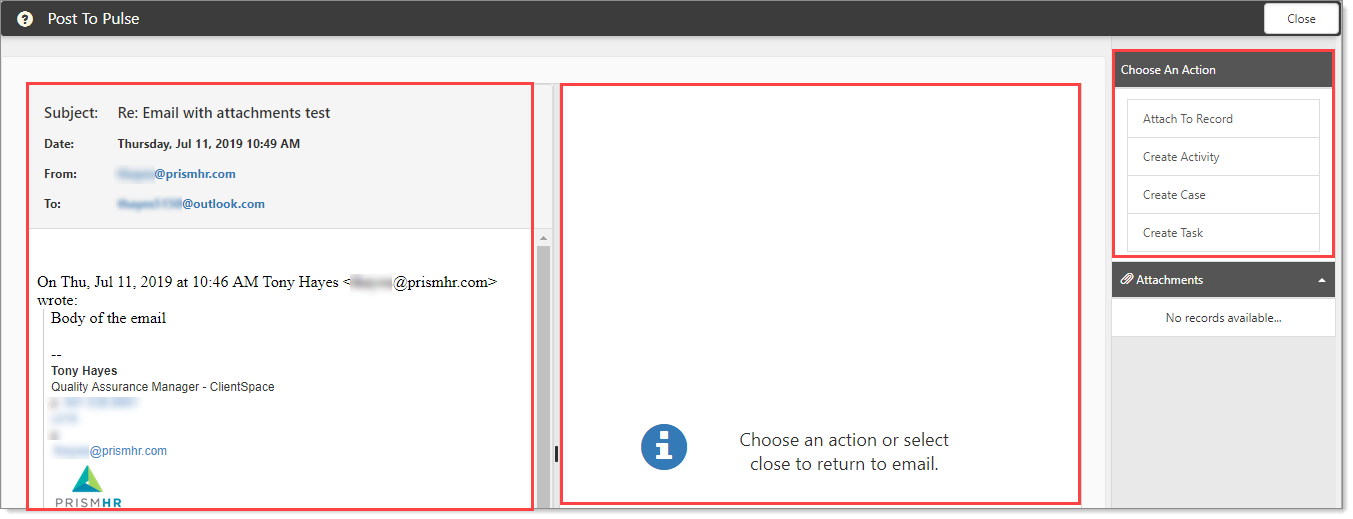 Post To Pulse
Close
Subject: Re: Email with attachments test
Date: Thursday, Jul 11, 2019 10:49 AM
From: @prismhr.com
To: @outlook.com
On Thu, Jul 11, 2019 at 10:46 AM Tony Hayes < @prismhr.com>
wrote:
Body of the email
--
Tony Hayes
Quality Assurance Manager - ClientSpace
@prismhr.com
PRISMHR
Choose an action or select
close to return to email.
Choose An Action
Attach To Record
Create Activity
Create Case
Create Task
Attachments
No records available...